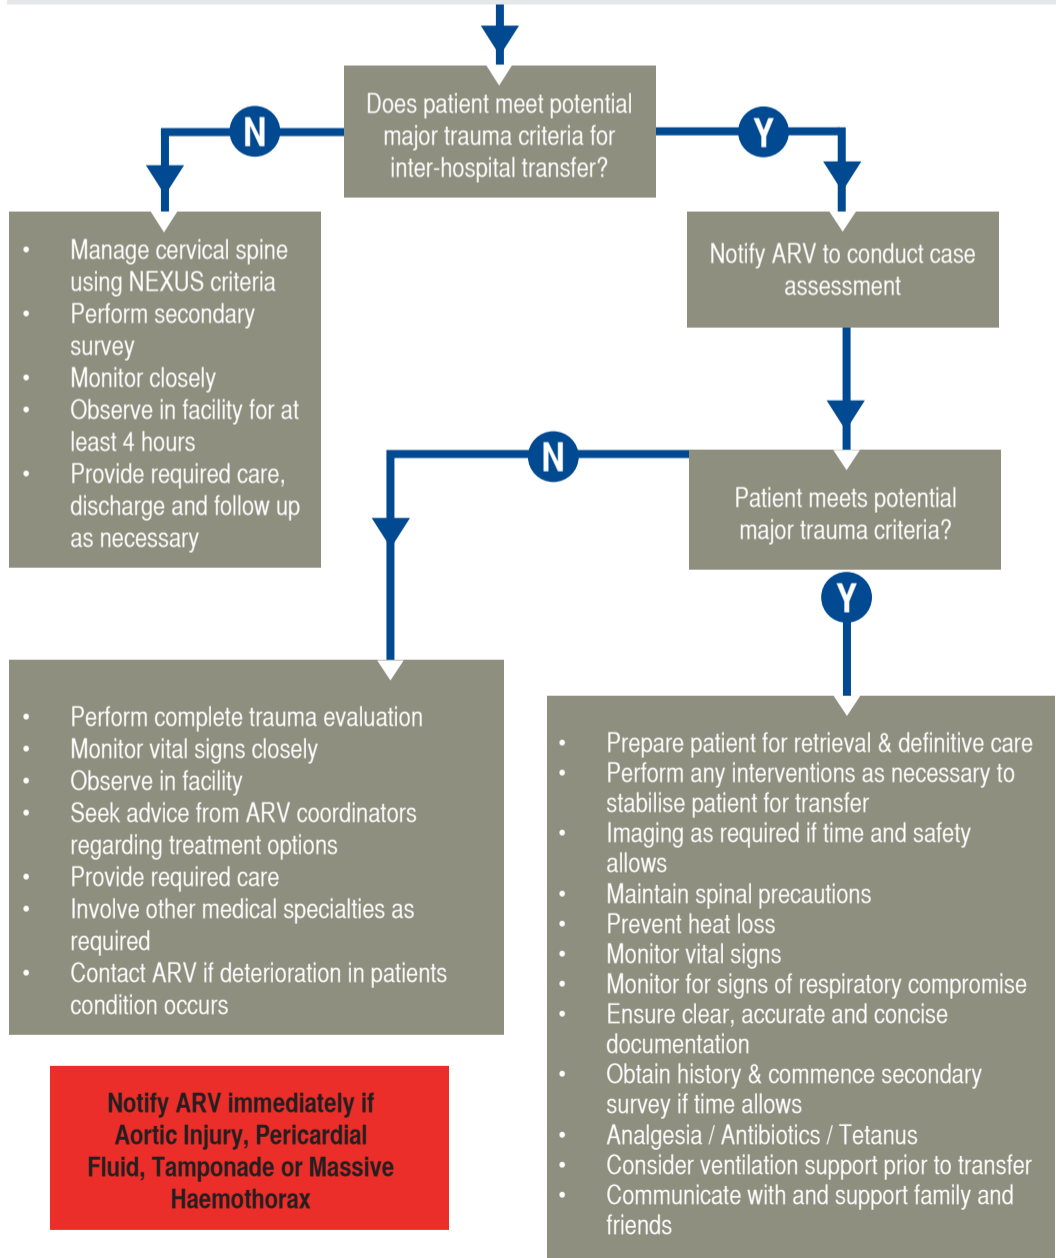 Does patient meet potential
major trauma criteria for
inter-hospital transfer?
N
Y
• Manage cervical spine
using NEXUS criteria
• Perform secondary
survey
• Monitor closely
• Observe in facility for at
least 4 hours
• Provide required care,
discharge and follow up
as necessary
Notify ARV to conduct case
assessment
N
Patient meets potential
major trauma criteria?
Y
• Perform complete trauma evaluation
• Monitor vital signs closely
• Observe in facility
• Seek advice from ARV coordinators
regarding treatment options
• Provide required care
• Involve other medical specialties as
required
• Contact ARV if deterioration in patients
condition occurs
• Prepare patient for retrieval & definitive care
• Perform any interventions as necessary to
stabilise patient for transfer
• Imaging as required if time and safety
allows
• Maintain spinal precautions
• Prevent heat loss
• Monitor vital signs
• Monitor for signs of respiratory compromise
• Ensure clear, accurate and concise
documentation
• Obtain history & commence secondary
survey if time allows
• Analgesia / Antibiotics / Tetanus
• Consider ventilation support prior to transfer
• Communicate with and support family and
friends
Notify ARV immediately if
Aortic Injury, Pericardial
Fluid, Tamponade or Massive
Haemothorax